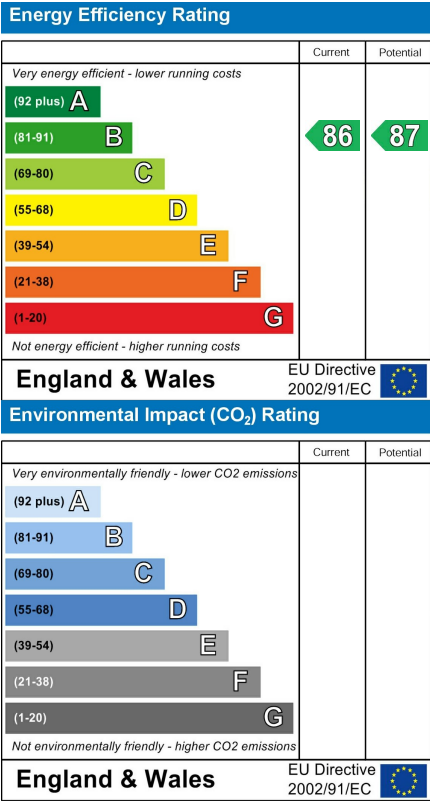 Energy Efficiency Rating
Current Potential
Very energy efficient - lower running costs
(92 plus) A
(81-91) B 86 87
(69-80) C
(55-68) D
(39-54) E
(21-38) F
(1-20) G
Not energy efficient - higher running costs
England & Wales EU Directive 2002/91/EC
Environmental Impact (CO₂) Rating
Current Potential
Very environmentally friendly - lower CO2 emissions
(92 plus) A
(81-91) B
(69-80) C
(55-68) D
(39-54) E
(21-38) F
(1-20) G
Not environmentally friendly - higher CO2 emissions
England & Wales EU Directive 2002/91/EC